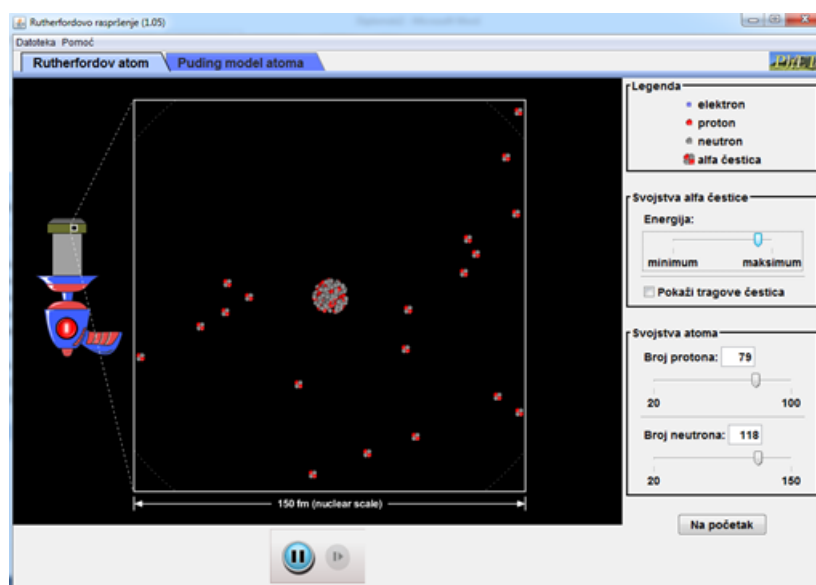 Rutherfordovo raspršenje (1.05)
Datoteka Pomoć
Rutherfordov atom
Puding model atoma
Legenda
elektron
proton
neutron
alfa čestica
Svojstva alfa čestice
Energija:
minimum maksimum
Pokaži tragove čestica
Svojstva atoma
Broj protona: 79
20 100
Broj neutrona: 118
20 150
150 fm (nuclear scale)
Na početak